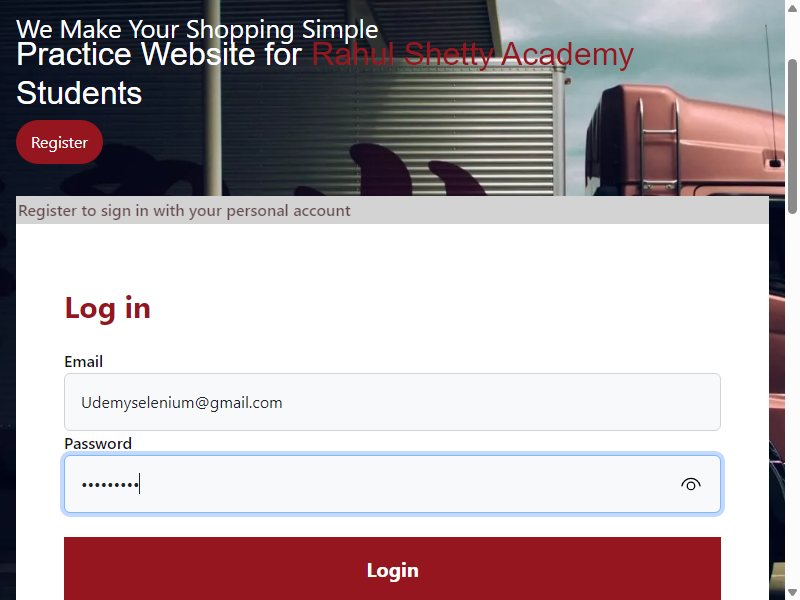 We Make Your Shopping Simple
Practice Website for Rahul Shetty Academy
Students
Register
Register to sign in with your personal account
Log in
Email
Udemyselenium@gmail.com
Password
•••••••••
Login